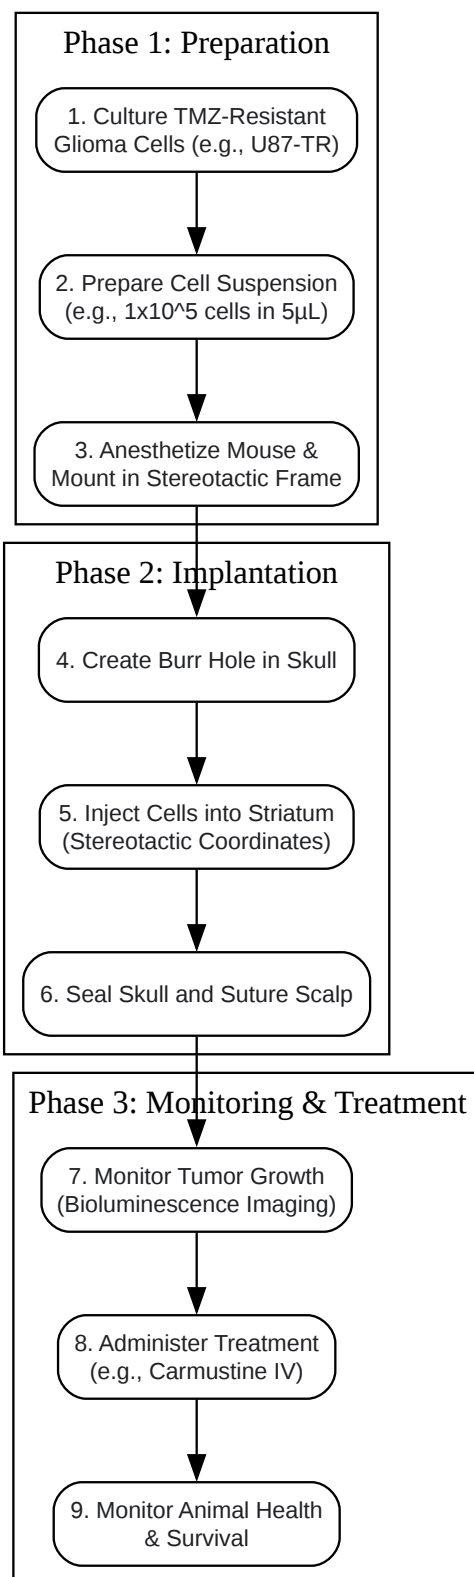 Phase 1: Preparation
1. Culture TMZ-Resistant
Glioma Cells (e.g., U87-TR)
2. Prepare Cell Suspension
(e.g., 1x10^5 cells in 5µL)
3. Anesthetize Mouse &
Mount in Stereotactic Frame
Phase 2: Implantation
4. Create Burr Hole in Skull
5. Inject Cells into Striatum
(Stereotactic Coordinates)
6. Seal Skull and Suture Scalp
Phase 3: Monitoring & Treatment
7. Monitor Tumor Growth
(Bioluminescence Imaging)
8. Administer Treatment
(e.g., Carmustine IV)
9. Monitor Animal Health
& Survival